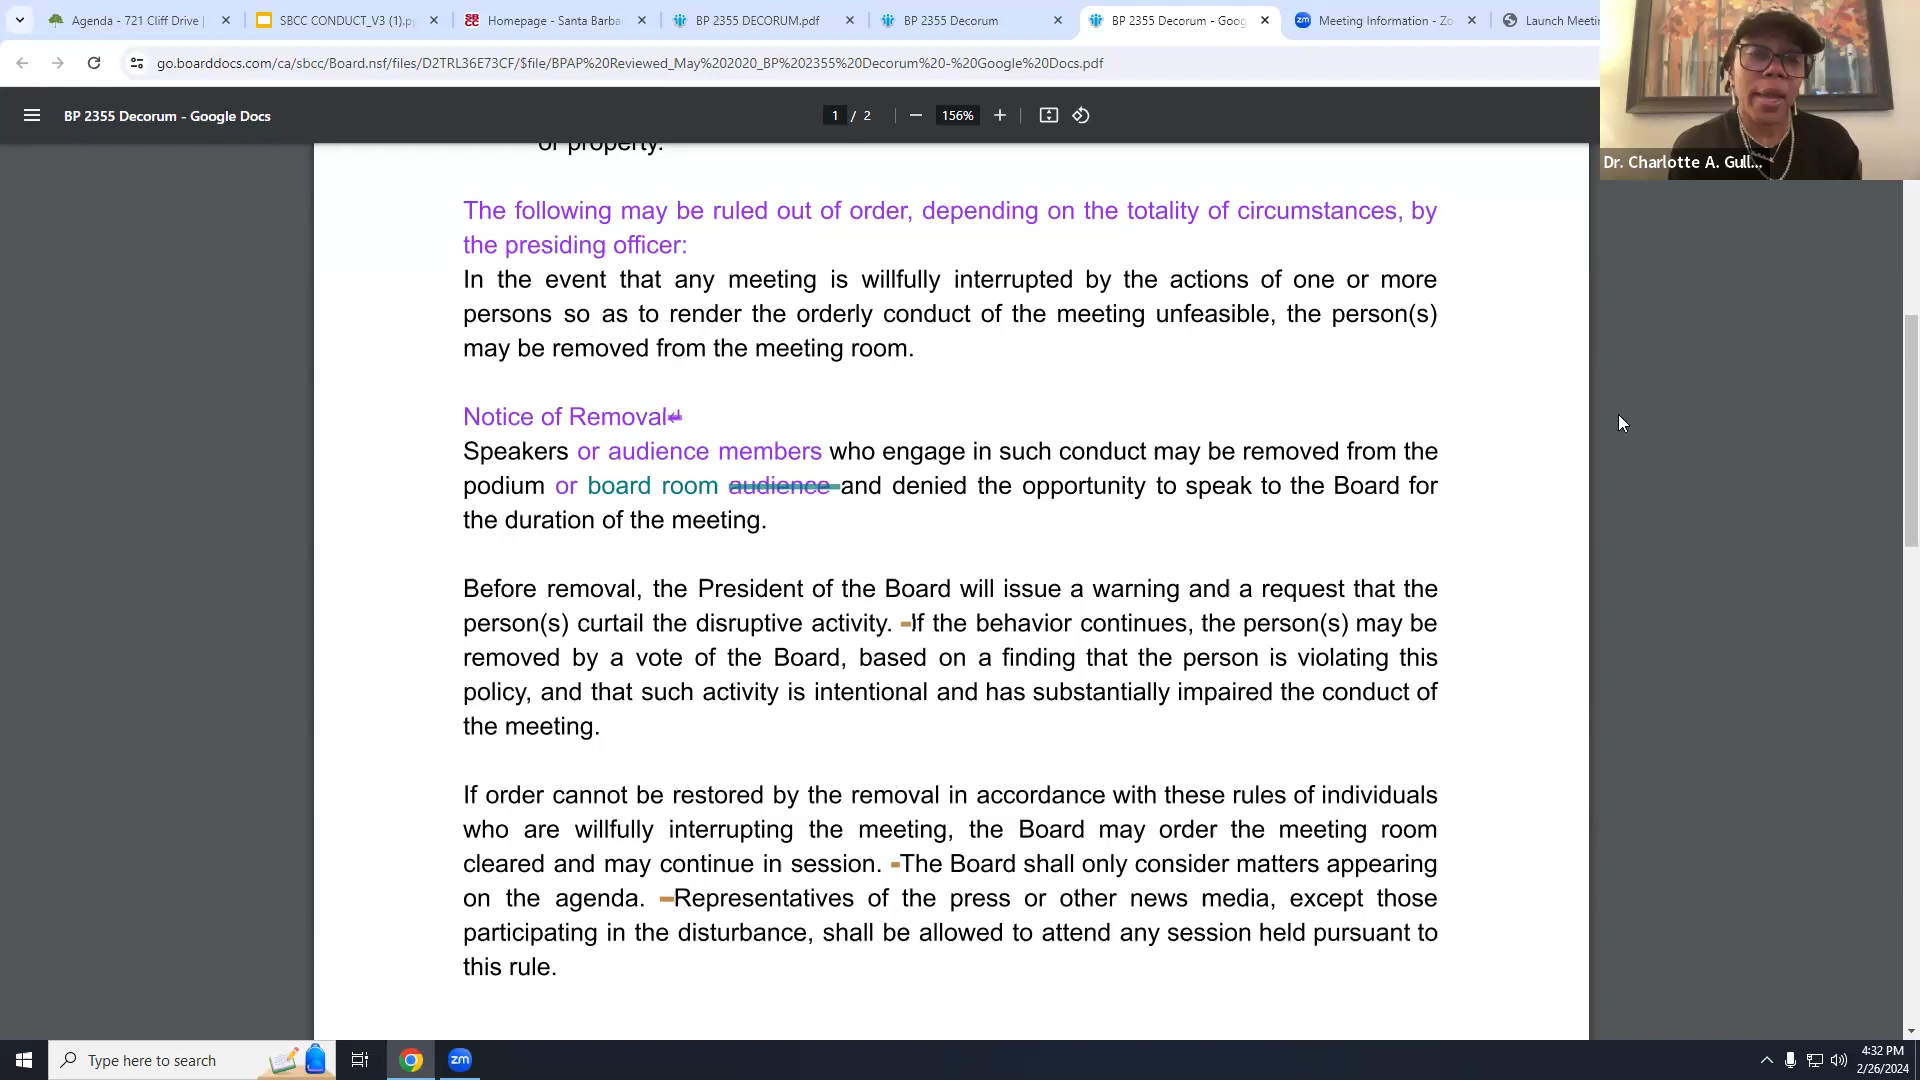 Agenda - 721 Cliff Drive |
SBCC CONDUCT_V3 (1).p
Homepage - Santa Barba
BP 2355 DECORUM.pdf
BP 2355 Decorum
BP 2355 Decorum - Goog
Meeting Information - Zo
Launch Meeti
go.boarddocs.com/ca/sbcc/Board.nsf/files/D2TRL36E73CF/$file/BPAP%20Reviewed_May%202020_BP%202355%20Decorum%20-%20Google%20Docs.pdf
BP 2355 Decorum - Google Docs
1 / 2
156%
Dr. Charlotte A. Gull...
or property.
The following may be ruled out of order, depending on the totality of circumstances, by
the presiding officer:
In the event that any meeting is willfully interrupted by the actions of one or more
persons so as to render the orderly conduct of the meeting unfeasible, the person(s)
may be removed from the meeting room.
Notice of Removal↵
Speakers or audience members who engage in such conduct may be removed from the
podium or board room audience and denied the opportunity to speak to the Board for
the duration of the meeting.
Before removal, the President of the Board will issue a warning and a request that the
person(s) curtail the disruptive activity. If the behavior continues, the person(s) may be
removed by a vote of the Board, based on a finding that the person is violating this
policy, and that such activity is intentional and has substantially impaired the conduct of
the meeting.
If order cannot be restored by the removal in accordance with these rules of individuals
who are willfully interrupting the meeting, the Board may order the meeting room
cleared and may continue in session. The Board shall only consider matters appearing
on the agenda. Representatives of the press or other news media, except those
participating in the disturbance, shall be allowed to attend any session held pursuant to
this rule.
Type here to search
zm
4:32 PM
2/26/2024